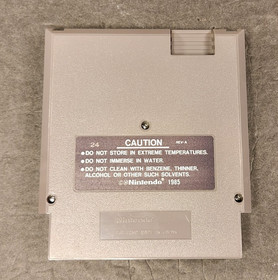 24 CAUTION REV-A
●DO NOT STORE IN EXTREME TEMPERATURES.
●DO NOT IMMERSE IN WATER.
●DO NOT CLEAN WITH BENZENE, THINNER,
ALCOHOL OR OTHER SUCH SOLVENTS.
Nintendo® 1985